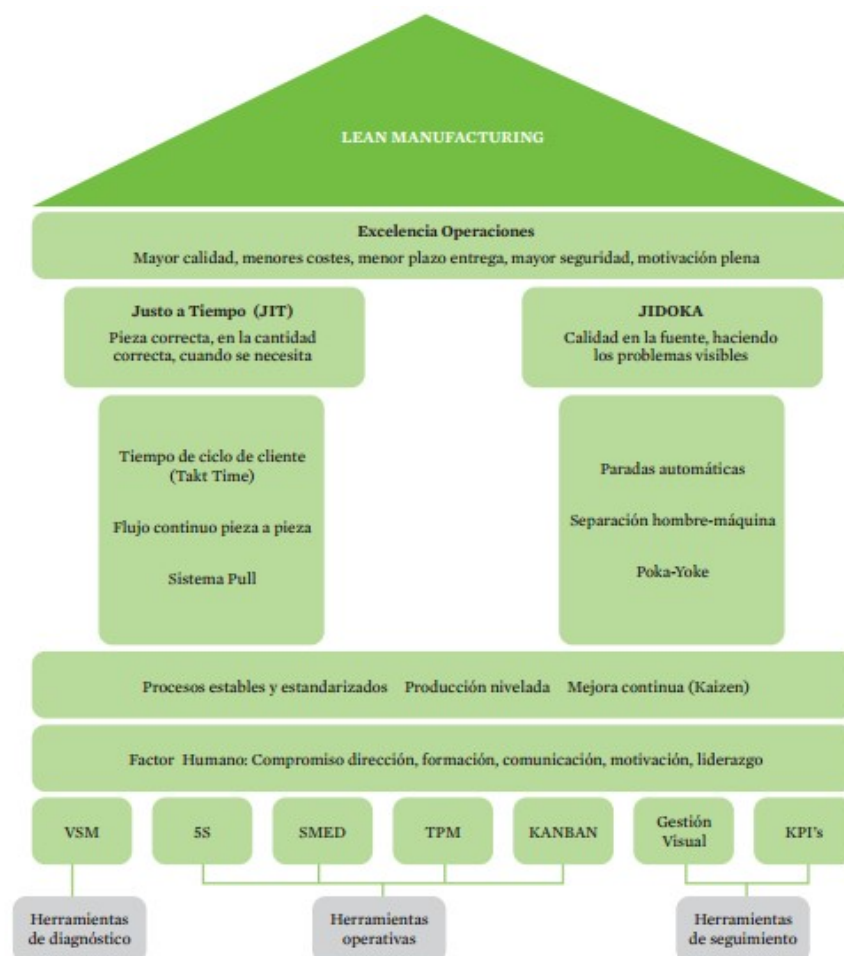 LEAN MANUFACTURING
Excelencia Operaciones
Mayor calidad, menores costes, menor plazo entrega, mayor seguridad, motivación plena
Justo a Tiempo (JIT)
Pieza correcta, en la cantidad
correcta, cuando se necesita
JIDOKA
Calidad en la fuente, haciendo
los problemas visibles
Tiempo de ciclo de cliente
(Takt Time)
Flujo continuo pieza a pieza
Sistema Pull
Paradas automáticas
Separación hombre-máquina
Poka-Yoke
Procesos estables y estandarizados Producción nivelada Mejora continua (Kaizen)
Factor Humano: Compromiso dirección, formación, comunicación, motivación, liderazgo
VSM
5S
SMED
TPM
KANBAN
Gestión
Visual
KPI's
Herramientas
de diagnóstico
Herramientas
operativas
Herramientas
de seguimiento